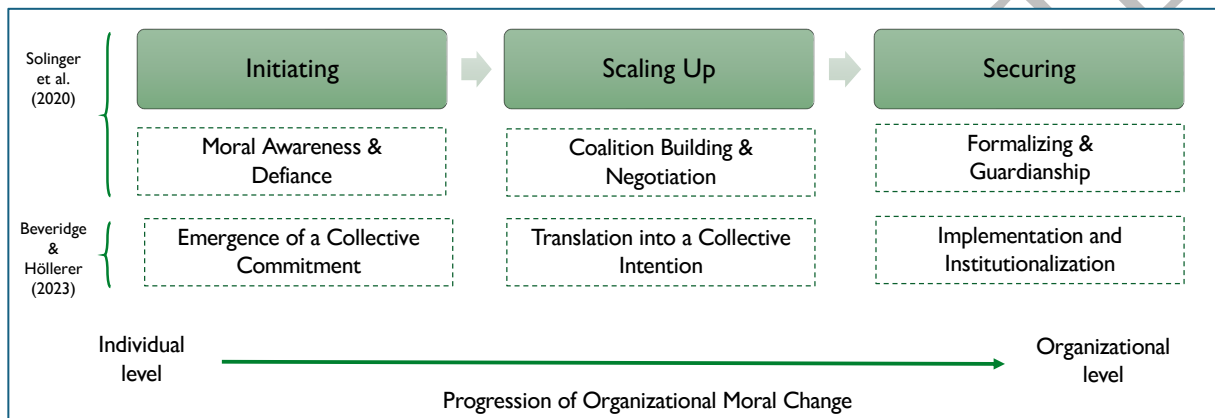 Solinger
et al.
(2020)
Initiating
Scaling Up
Securing
Moral Awareness &
Defiance
Coalition Building &
Negotiation
Formalizing &
Guardianship
Beveridge
&
Höllerer
(2023)
Emergence of a Collective
Commitment
Translation into a Collective
Intention
Implementation and
Institutionalization
Individual
level
Organizational
level
Progression of Organizational Moral Change